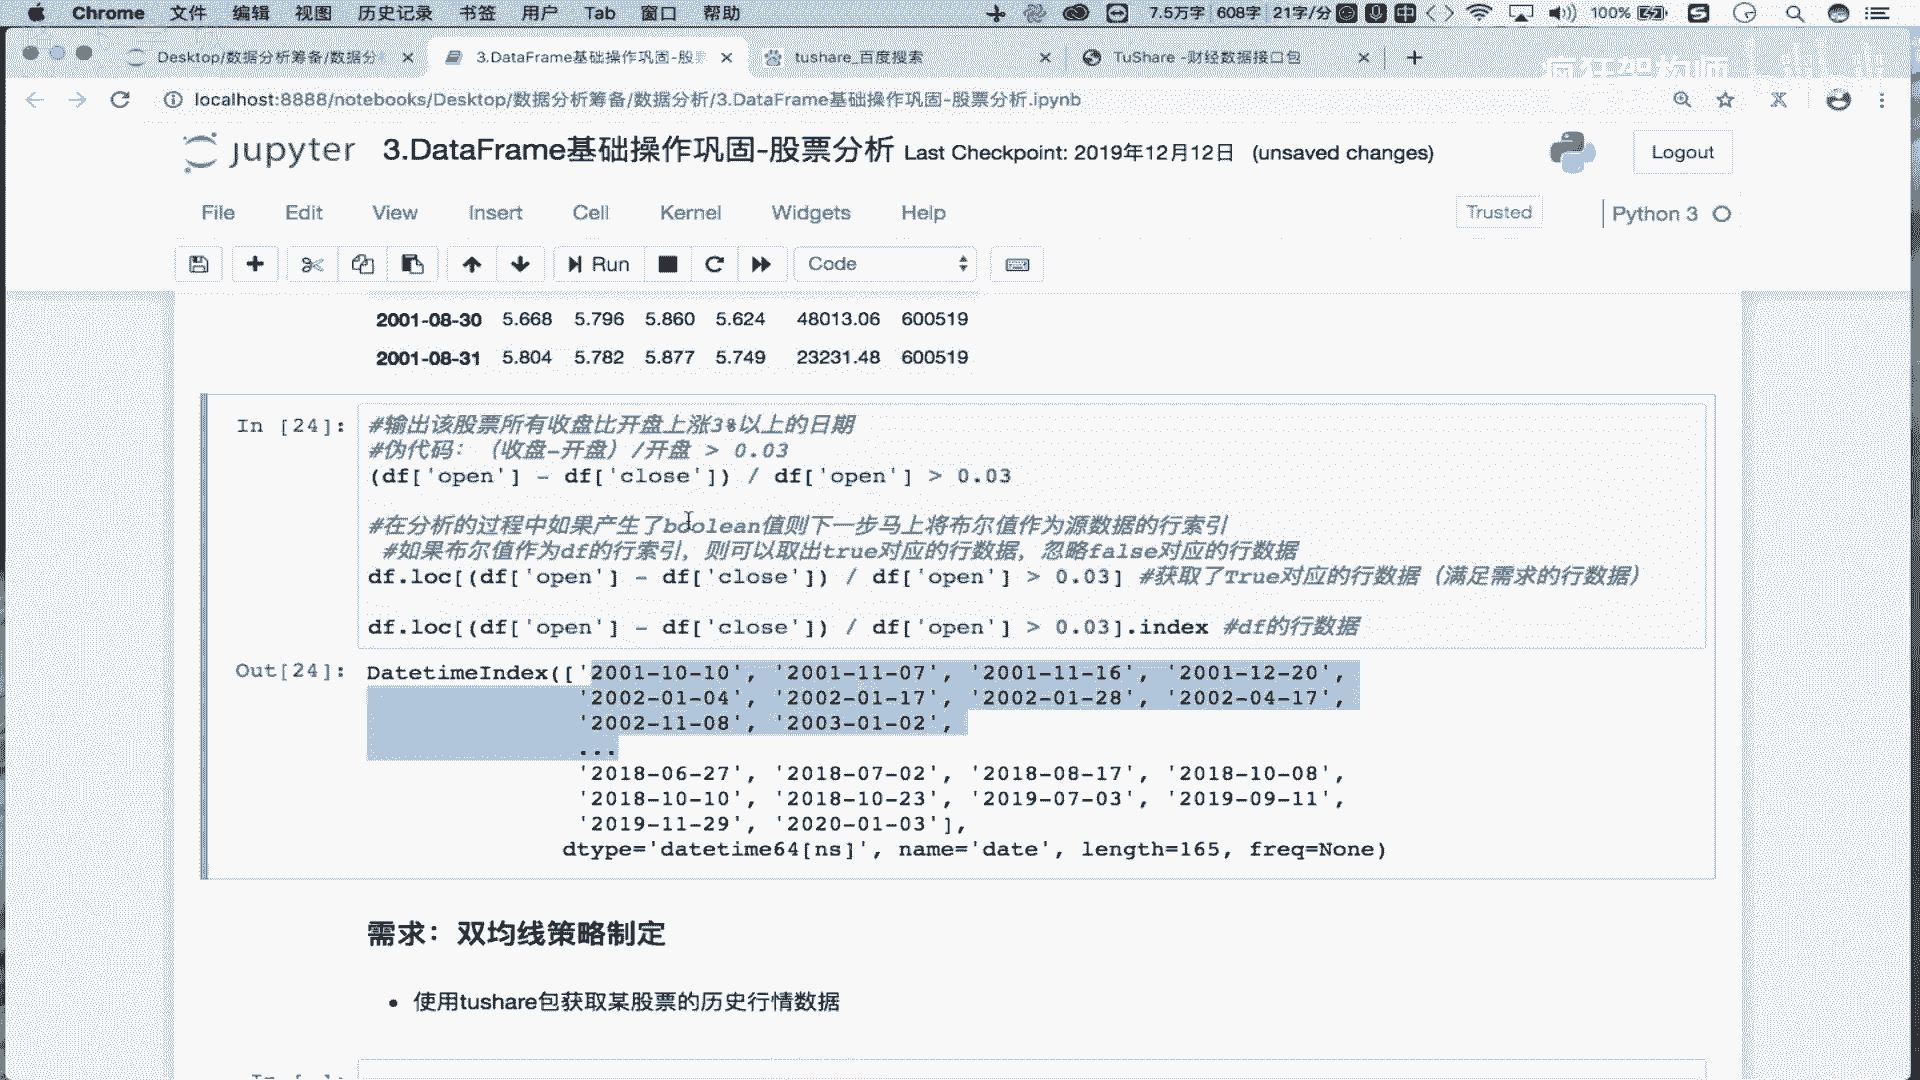 Chrome 文件 编辑 视图 历史记录 书签 用户 Tab 窗口 帮助 7.5万字 608字 21字/分 中 100%
Desktop/数据分析筹备/数据分 3.DataFrame基础操作巩固-股票 tushare_百度搜索 TuShare -财经数据接口包
疯狂架构师
localhost:8888/notebooks/Desktop/数据分析筹备/数据分析/3.DataFrame基础操作巩固-股票分析.ipynb
jupyter 3.DataFrame基础操作巩固-股票分析 Last Checkpoint: 2019年12月12日 (unsaved changes) Logout
File Edit View Insert Cell Kernel Widgets Help Trusted Python 3
Run Code
2001-08-30 5.668 5.796 5.860 5.624 48013.06 600519
2001-08-31 5.804 5.782 5.877 5.749 23231.48 600519
In [24]: #输出该股票所有收盘比开盘上涨3%以上的日期
#伪代码：（收盘-开盘）/开盘 > 0.03
(df['open'] - df['close']) / df['open'] > 0.03
#在分析的过程中如果产生了boolean值则下一步马上将布尔值作为源数据的行索引
#如果布尔值作为df的行索引，则可以取出true对应的行数据，忽略false对应的行数据
df.loc[(df['open'] - df['close']) / df['open'] > 0.03] #获取了True对应的行数据（满足需求的行数据）
df.loc[(df['open'] - df['close']) / df['open'] > 0.03].index #df的行数据
Out[24]: DatetimeIndex(['2001-10-10', '2001-11-07', '2001-11-16', '2001-12-20',
'2002-01-04', '2002-01-17', '2002-01-28', '2002-04-17',
'2002-11-08', '2003-01-02',
...
'2018-06-27', '2018-07-02', '2018-08-17', '2018-10-08',
'2018-10-10', '2018-10-23', '2019-07-03', '2019-09-11',
'2019-11-29', '2020-01-03'],
dtype='datetime64[ns]', name='date', length=165, freq=None)
需求：双均线策略制定
• 使用tushare包获取某股票的历史行情数据